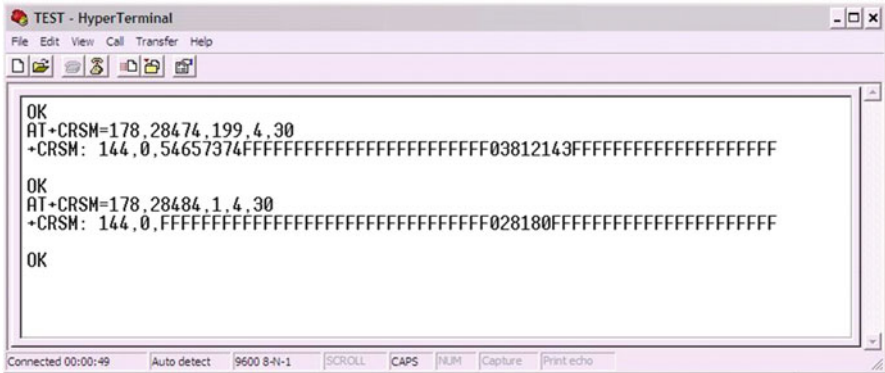 TEST - HyperTerminal
File Edit View Call Transfer Help
OK
AT+CRSM=178,28474,199,4,30
+CRSM: 144,0,54657374FFFFFFFFFFFFFFFFFFFFFFFF03812143FFFFFFFFFFFFFFFFFFFF
OK
AT+CRSM=178,28484,1,4,30
+CRSM: 144,0,FFFFFFFFFFFFFFFFFFFFFFFFFFFFFFFF028180FFFFFFFFFFFFFFFFFFFFFF
OK
Connected 00:00:49 Auto detect 9600 8-N-1 SCROLL CAPS NUM Capture Print echo